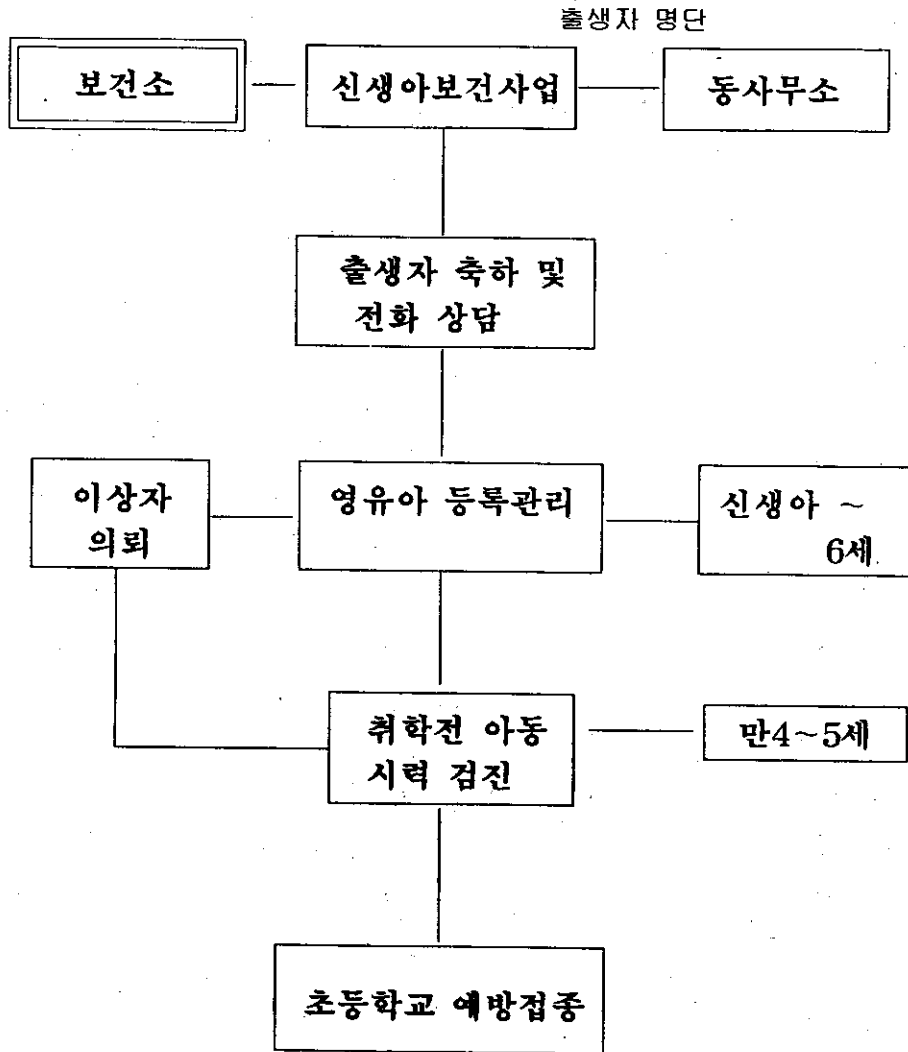 출생자 명단
보건소
신생아보건사업
동사무소
출생자 축하 및
전화 상담
이상자
의뢰
영유아 등록관리
신생아 ~
6세
취학전 아동
시력 검진
만4~5세
초등학교 예방접종